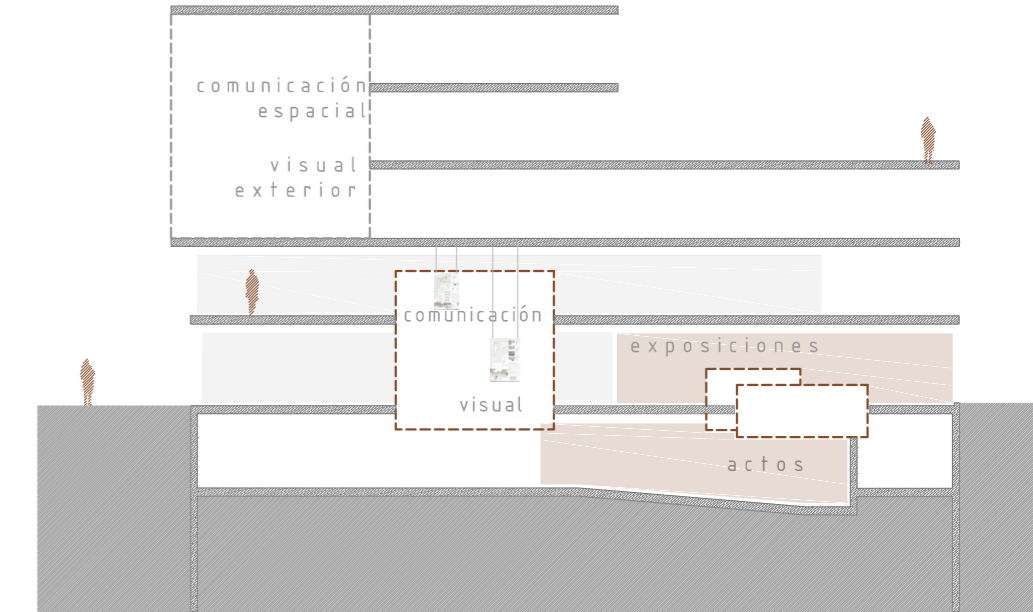 comunicación
espacial
visual
exterior
comunicación
visual
exposiciones
actos